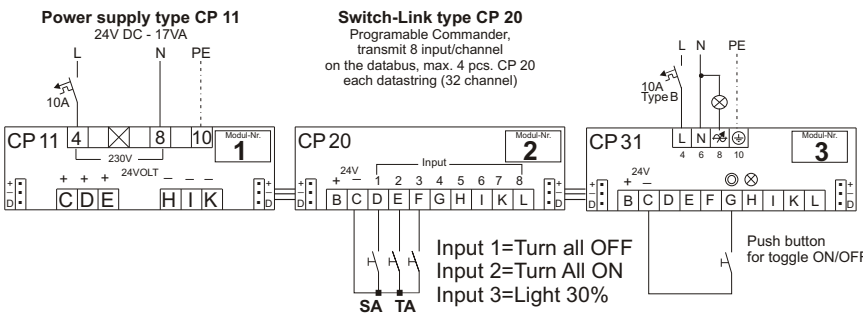 Power supply type CP 11
24V DC - 17VA
L N PE
10A
CP 11 4 8 10 Modul-Nr. 1
230V
+ + + 24VOLT − − −
+ − D C D E H I K + − D
Switch-Link type CP 20
Programable Commander,
transmit 8 input/channel
on the databus, max. 4 pcs. CP 20
each datastring (32 channel)
CP 20 Modul-Nr. 2
Input
24V
+ − 1 2 3 4 5 6 7 8
+ − D B C D E F G H I K L + − D
SA TA
Input 1=Turn all OFF
Input 2=Turn All ON
Input 3=Light 30%
L N PE
10A
Type B
CP 31 L N Modul-Nr. 3
4 6 8 10
24V
+ −
+ − D B C D E F G H I K L + − D
Push button
for toggle ON/OFF